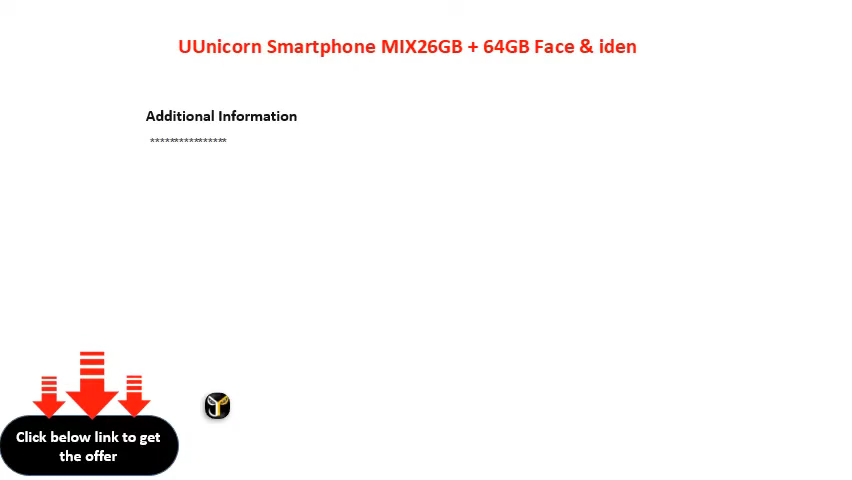 UUnicorn Smartphone MIX26GB + 64GB Face & iden
Additional Information
****************
Click below link to get
the offer